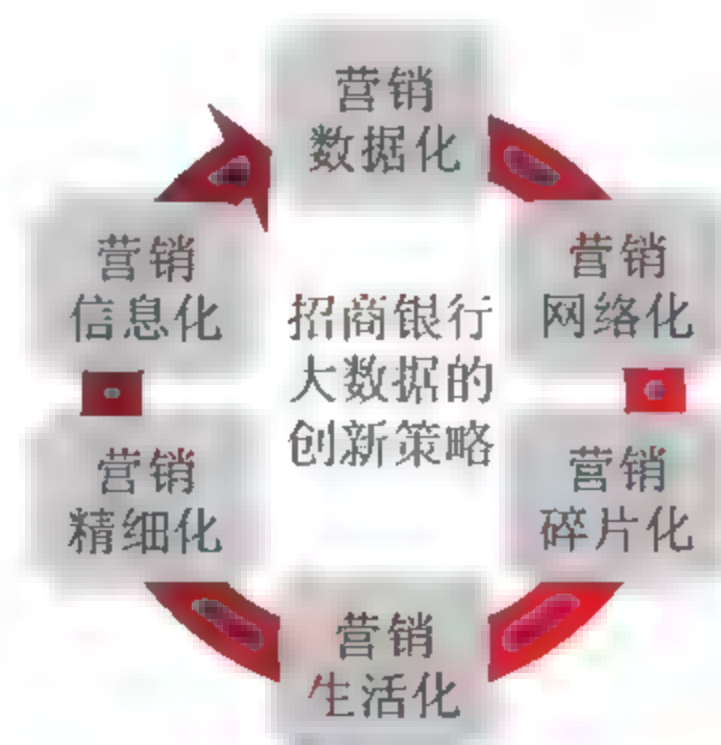 营销
数据化
营销
网络化
营销
碎片化
营销
生活化
营销
精细化
营销
信息化
招商银行
大数据的
创新策略